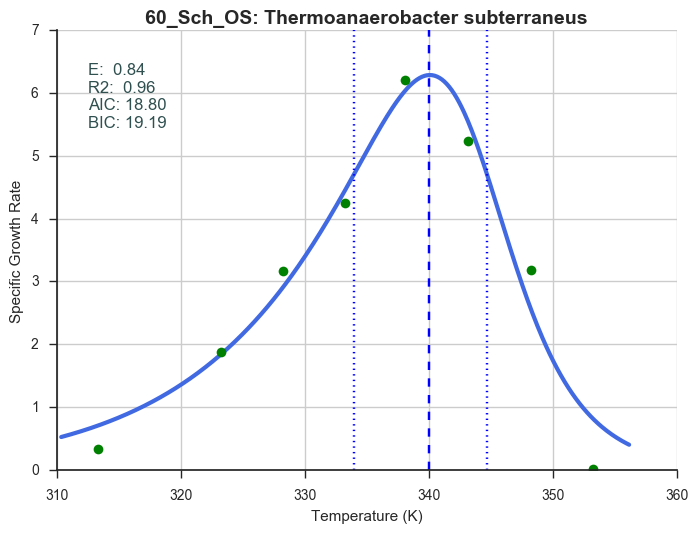 60_Sch_OS: Thermoanaerobacter subterraneus
E: 0.84
R2: 0.96
AIC: 18.80
BIC: 19.19
Specific Growth Rate
7
6
5
4
3
2
1
0
310 320 330 340 350 360
Temperature (K)